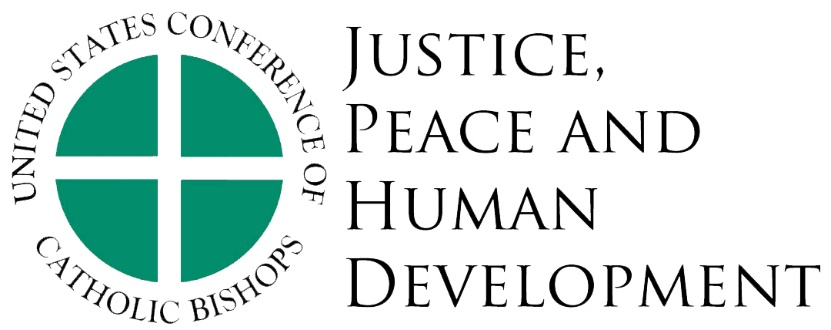 UNITED STATES CONFERENCE OF
CATHOLIC BISHOPS
JUSTICE,
PEACE AND
HUMAN
DEVELOPMENT